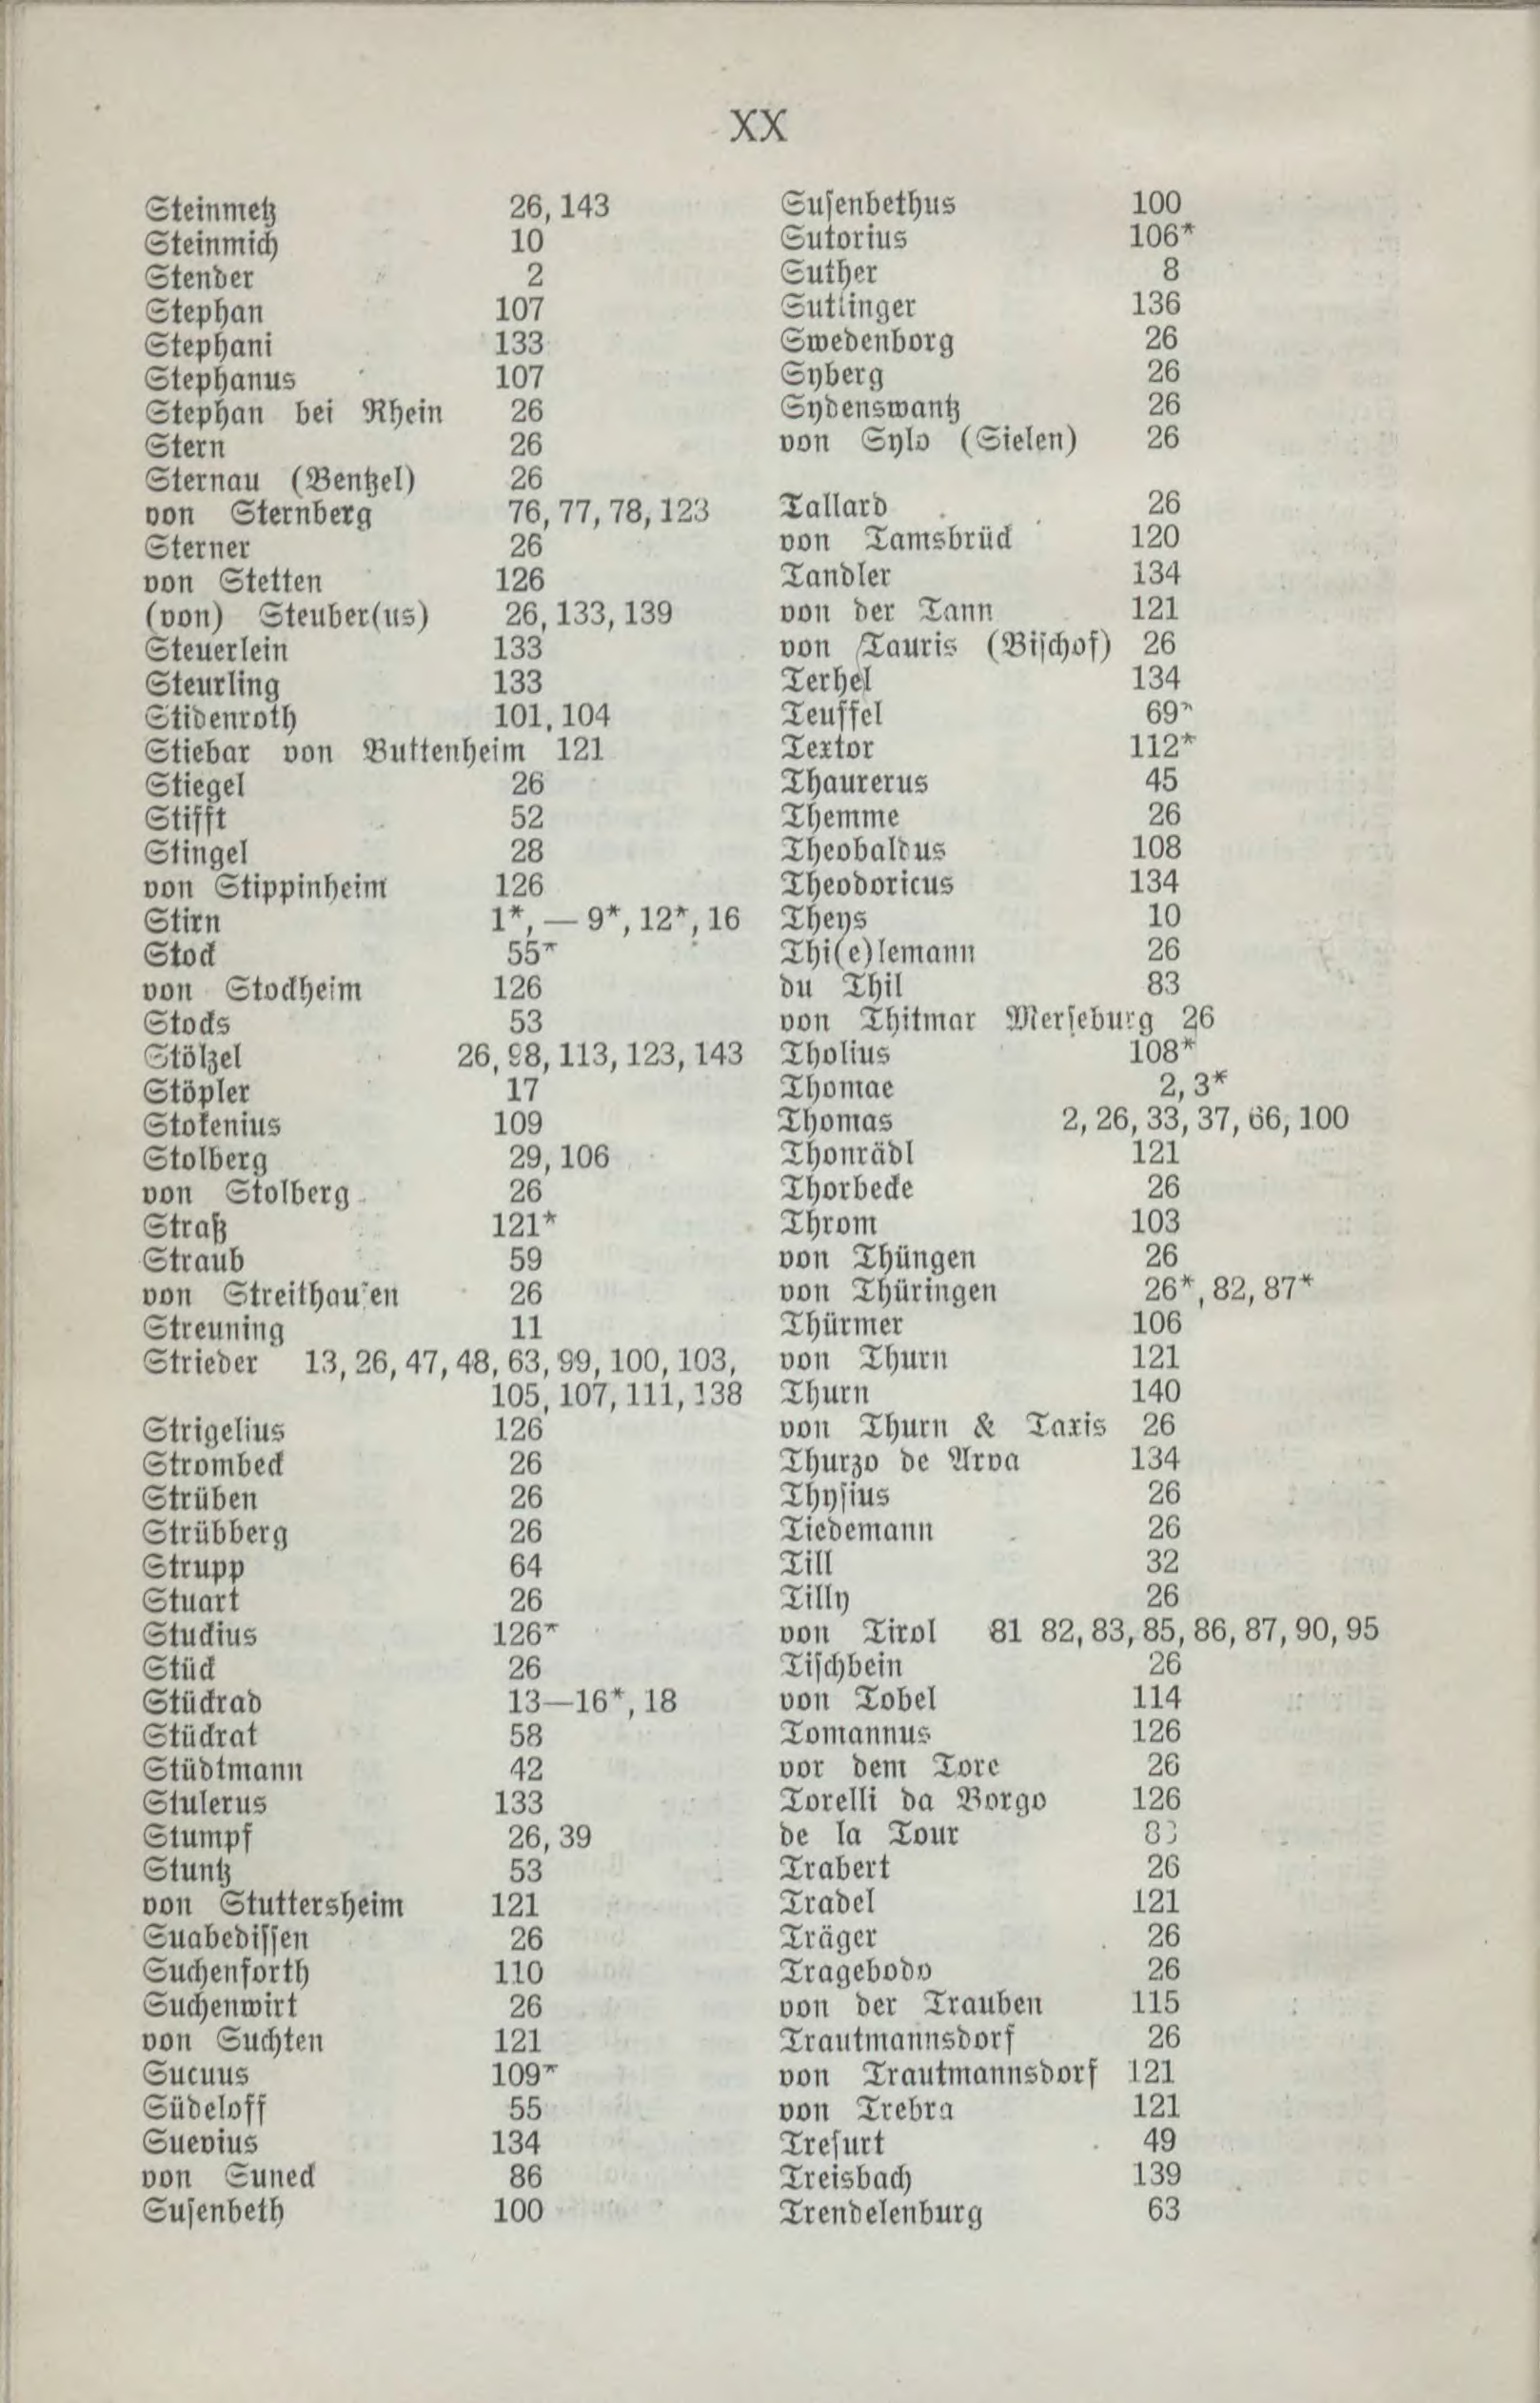 XX
Steinmetz 26, 143
Steinmich 10
Stender 2
Stephan 107
Stephani 133
Stephanus 107
Stephan bei Rhein 26
Stern 26
Sternau (Bentzel) 26
von Sternberg 76, 77, 78, 123
Sterner 26
von Stetten 126
(von) Steuber(us) 26, 133, 139
Steuerlein 133
Steurling 133
Stidenroth 101, 104
Stiebar von Buttenheim 121
Stiegel 26
Stifft 52
Stingel 28
von Stippinheim 126
Stirn 1*, — 9*, 12*, 16
Stock 55*
von Stockheim 126
Stocks 53
Stölzel 26, 98, 113, 123, 143
Stöpler 17
Stokenius 109
Stolberg 29, 106
von Stolberg 26
Straß 121*
Straub 59
von Streithausen 26
Streuning 11
Strieder 13, 26, 47, 48, 63, 99, 100, 103,
105, 107, 111, 138
Strigelius 126
Strombeck 26
Strüben 26
Strübberg 26
Strupp 64
Stuart 26
Stuckius 126*
Stück 26
Stückrad 13—16*, 18
Stückrat 58
Stüdtmann 42
Stulerus 133
Stumpf 26, 39
Stuntz 53
von Stuttersheim 121
Suabedissen 26
Suchenforth 110
Suchenwirt 26
von Suchten 121
Sucuus 109*
Südeloff 55
Suevius 134
von Suneck 86
Susenbeth 100
Susenbethus 100
Sutorius 106*
Suther 8
Sutlinger 136
Swedenborg 26
Syberg 26
Sydenswantz 26
von Sylo (Sielen) 26
Tallard 26
von Tamsbrück 120
Tandler 134
von der Tann 121
von Tauris (Bischof) 26
Terhel 134
Teuffel 69*
Textor 112*
Thaurerus 45
Themme 26
Theobaldus 108
Theodoricus 134
Theys 10
Thi(e)lemann 26
du Thil 83
von Thitmar Merseburg 26
Tholius 108*
Thomae 2, 3*
Thomas 2, 26, 33, 37, 66, 100
Thonrädl 121
Thorbecke 26
Throm 103
von Thüngen 26
von Thüringen 26*, 82, 87*
Thürmer 106
von Thurn 121
Thurn 140
von Thurn & Taxis 26
Thurzo de Arva 134
Thysius 26
Tiedemann 26
Till 32
Tilly 26
von Tirol 81 82, 83, 85, 86, 87, 90, 95
Tischbein 26
von Tobel 114
Tomannus 126
vor dem Tore 26
Torelli da Borgo 126
de la Tour
Trabert 26
Tradel 121
Träger 26
Tragebodo 26
von der Trauben 115
Trautmannsdorf 26
von Trautmannsdorf 121
von Trebra 121
Trefurt 49
Treisbach 139
Trendelenburg 63